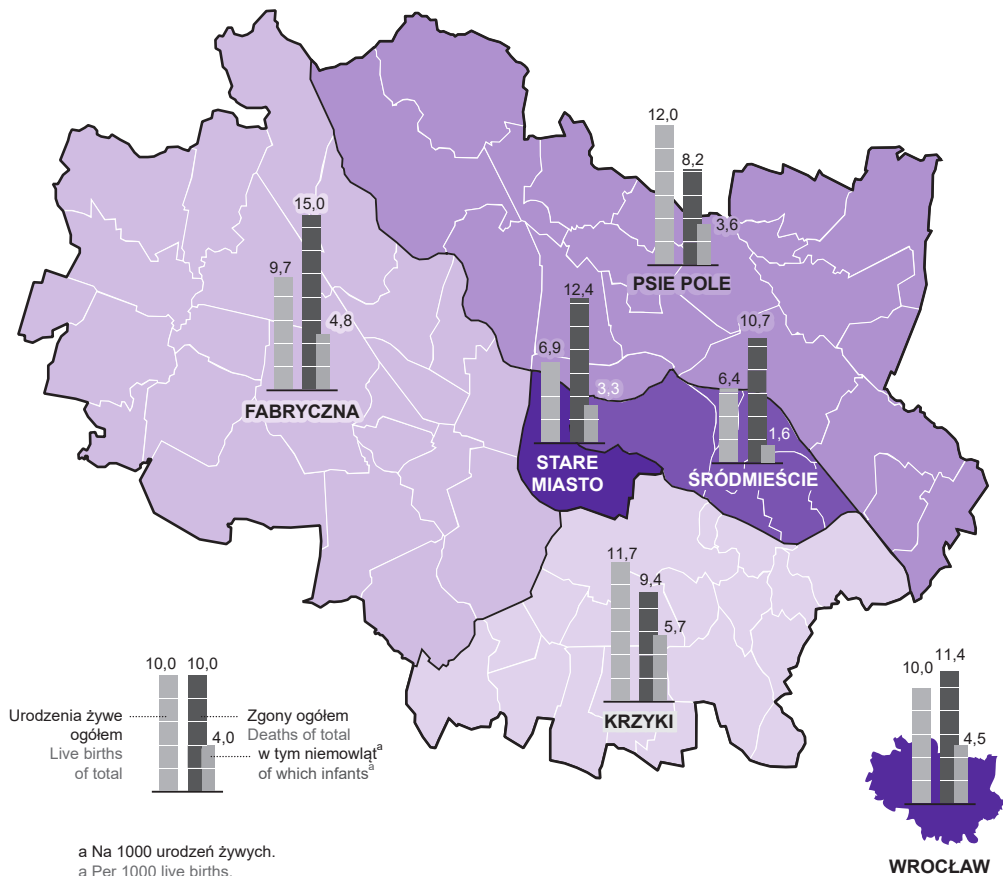 12,0
8,2
3,6
PSIE POLE
15,0
9,7
4,8
FABRYCZNA
12,4
6,9
3,3
STARE
MIASTO
10,7
6,4
1,6
ŚRÓDMIEŚCIE
11,7
9,4
5,7
KRZYKI
10,0 10,0
4,0
Urodzenia żywe
ogółem
Live births
of total
Zgony ogółem
Deaths of total
w tym niemowląt a
of which infants a
11,4
10,0
4,5
WROCŁAW
a Na 1000 urodzeń żywych.
a Per 1000 live births.